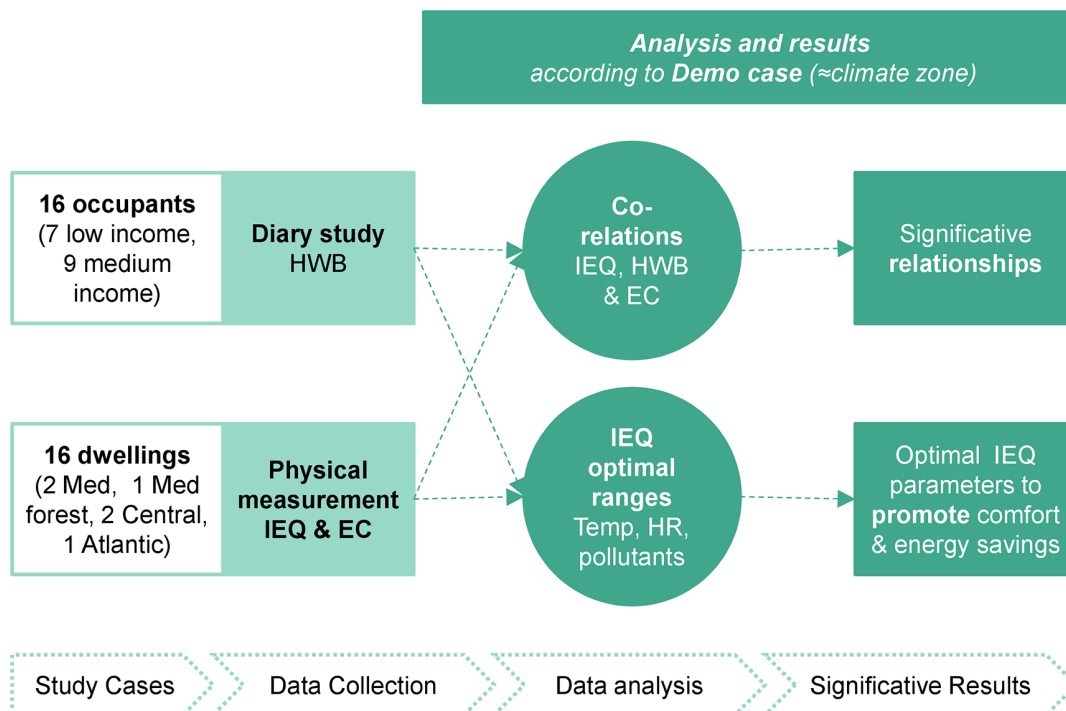 Analysis and results
according to Demo case (≈climate zone)
16 occupants
(7 low income,
9 medium
income)
Diary study
HWB
Co-
relations
IEQ, HWB
& EC
Significative
relationships
16 dwellings
(2 Med, 1 Med
forest, 2 Central,
1 Atlantic)
Physical
measurement
IEQ & EC
IEQ
optimal
ranges
Temp, HR,
pollutants
Optimal IEQ
parameters to
promote comfort
& energy savings
Study Cases
Data Collection
Data analysis
Significative Results